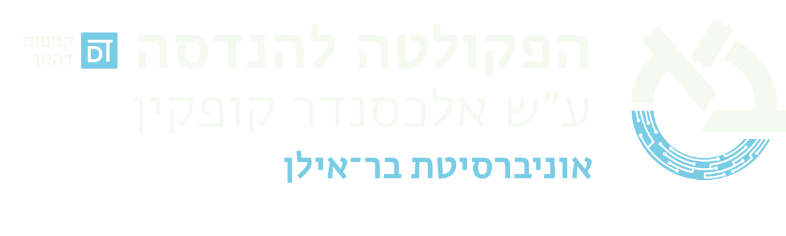 הפקולטה להנדסה
ע״ש אלכסנדר קופקין
אוניברסיטת בר־אילן
קמפוס
דהאן